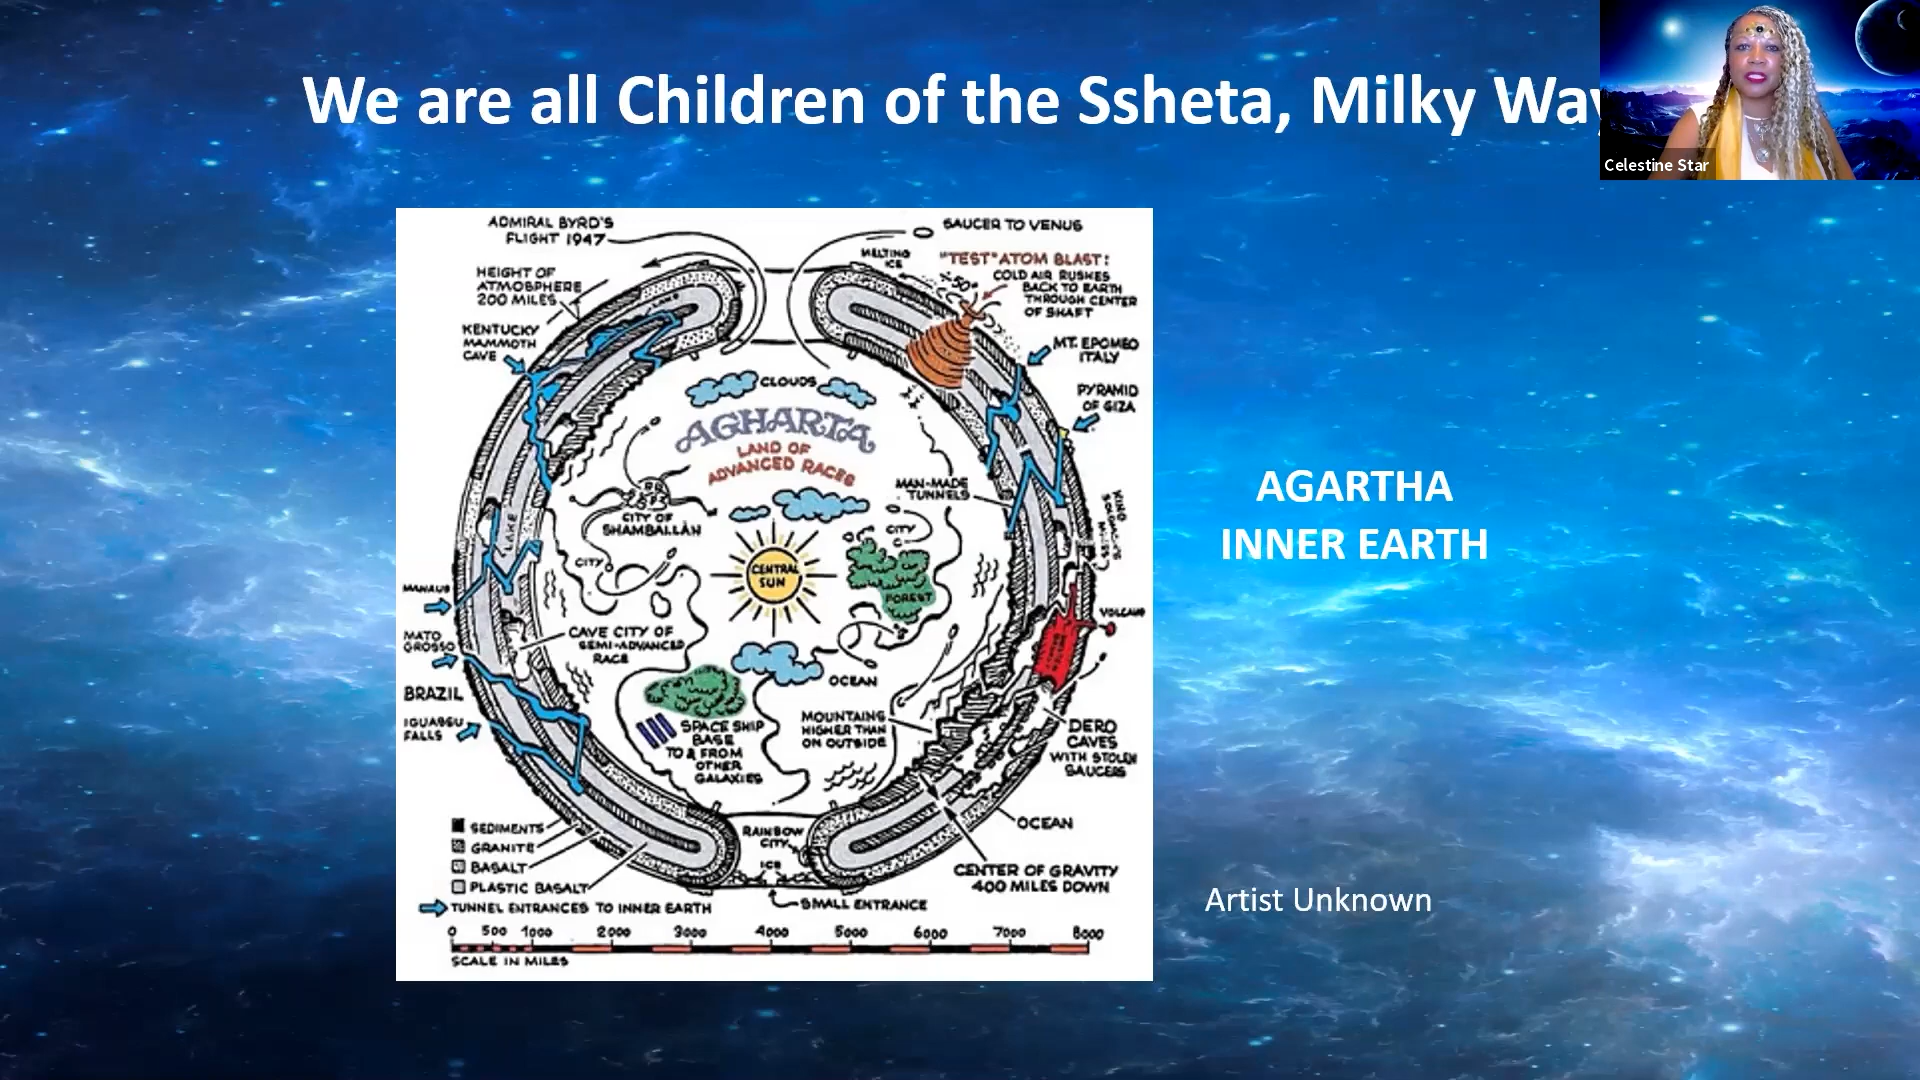 We are all Children of the Ssheta, Milky Way
Celestine Star
ADMIRAL BYRD'S
FLIGHT 1947
SAUCER TO VENUS
MELTING
ICE
"TEST" ATOM BLAST:
COLD AIR RUSHES
BACK TO EARTH
THROUGH CENTER
OF SHAFT
HEIGHT OF
ATMOSPHERE
200 MILES
KENTUCKY
MAMMOTH
CAVE
MT. EPOMEO
ITALY
PYRAMID
OF GIZA
CLOUDS
AGHARTA
LAND OF
ADVANCED RACES
MAN-MADE
TUNNELS
CITY OF
SHAMBALLAH
CITY
CITY
CENTRAL
SUN
FOREST
LAKE
MANAUS
MATO
GROSSO
BRAZIL
IGUASSU
FALLS
CAVE CITY OF
SEMI-ADVANCED
RACE
VOLCANO
OCEAN
SPACE SHIP
BASE
TO & FROM
OTHER
GALAXIES
MOUNTAINS
HIGHER THAN
ON OUTSIDE
DERO
CAVES
WITH STOLEN
SAUCERS
OCEAN
CENTER OF GRAVITY
400 MILES DOWN
RAINBOW
CITY
ICE
SMALL ENTRANCE
SEDIMENTS
GRANITE
BASALT
PLASTIC BASALT
TUNNEL ENTRANCES TO INNER EARTH
0 500 1000 2000 3000 4000 5000 6000 7000 8000
SCALE IN MILES
AGARTHA
INNER EARTH
Artist Unknown